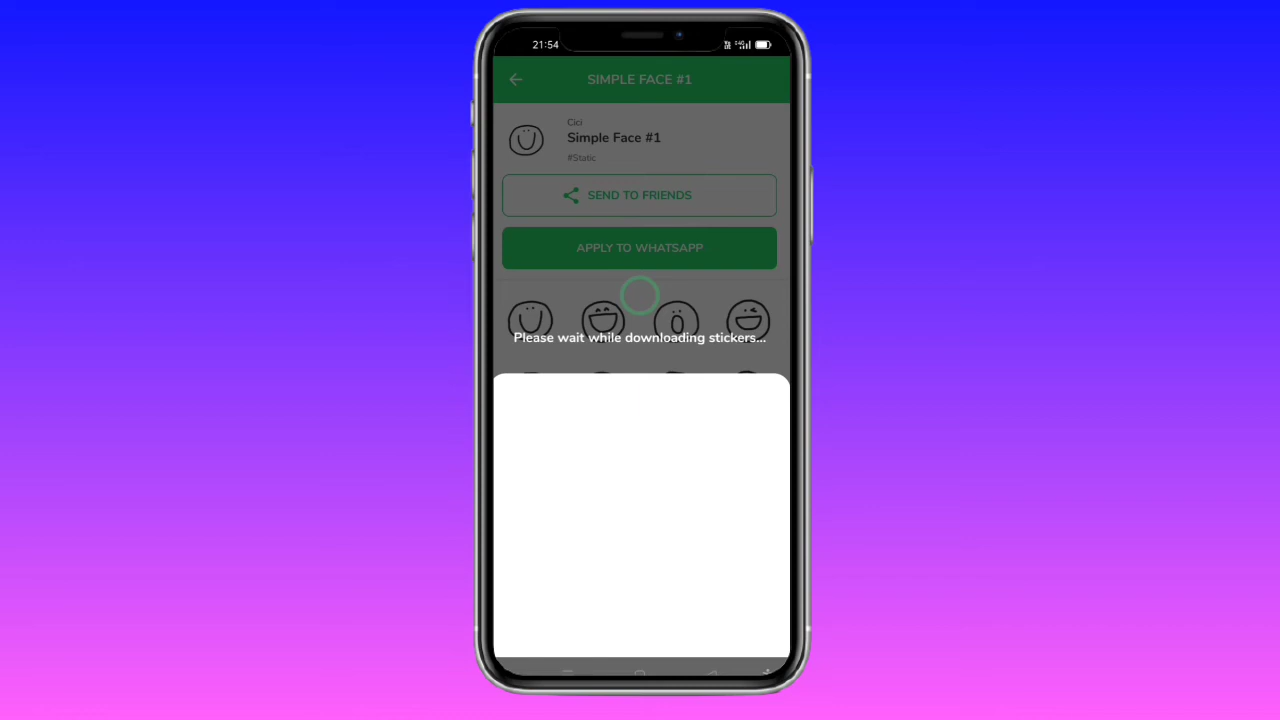 21:54
SIMPLE FACE #1
Cici
Simple Face #1
#Static
SEND TO FRIENDS
APPLY TO WHATSAPP
Please wait while downloading stickers...